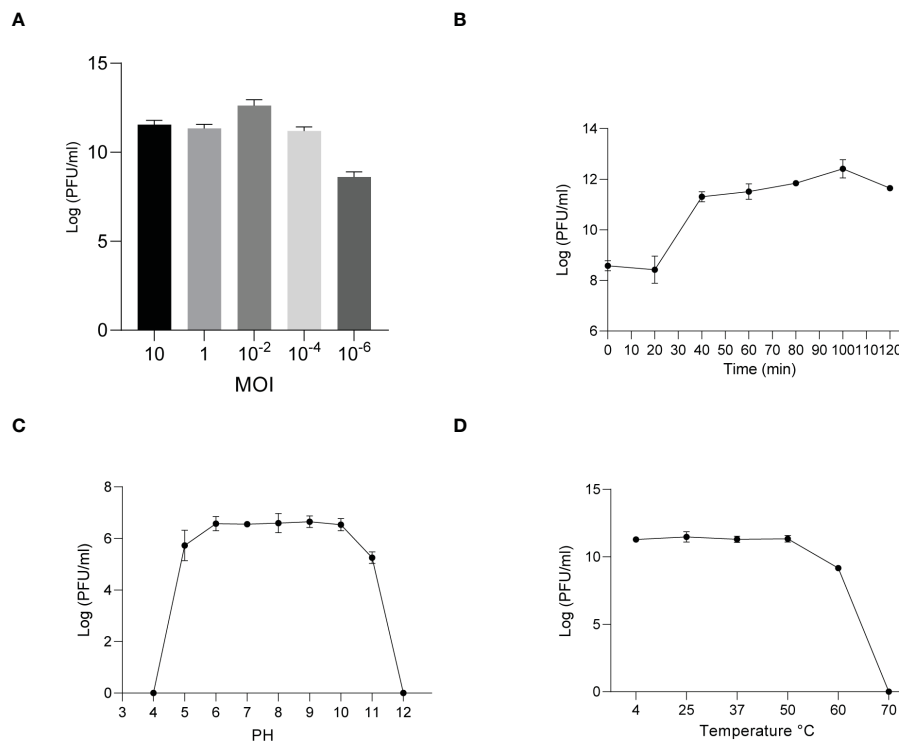 A
15
10
5
0
Log (PFU/ml)
10 1 10⁻² 10⁻⁴ 10⁻⁶
MOI
B
14
12
10
8
6
Log (PFU/ml)
0 10 20 30 40 50 60 70 80 90 100 110 120
Time (min)
C
8
6
4
2
0
Log (PFU/ml)
3 4 5 6 7 8 9 10 11 12
PH
D
15
10
5
0
Log (PFU/ml)
4 25 37 50 60 70
Temperature °C